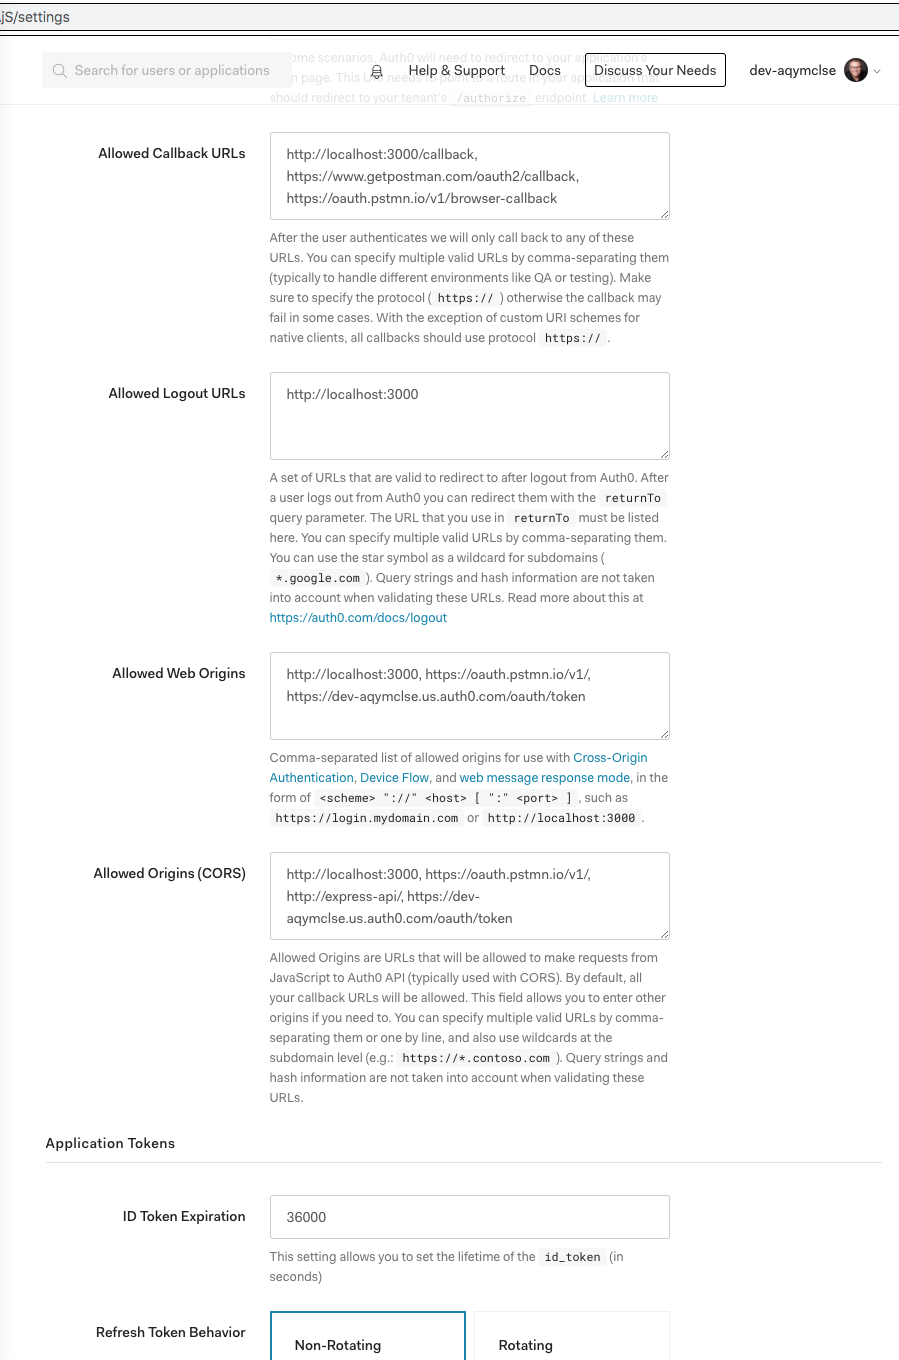 jS/settings
ome scenarios, Auth0 will need to redirect to your application's
Search for users or applications
Help & Support
Docs
Discuss Your Needs
dev-aqymclse
n page. This URI needs to point to a route in your application that
should redirect to your tenant's /authorize endpoint. Learn more
Allowed Callback URLs
http://localhost:3000/callback,
https://www.getpostman.com/oauth2/callback,
https://oauth.pstmn.io/v1/browser-callback
After the user authenticates we will only call back to any of these
URLs. You can specify multiple valid URLs by comma-separating them
(typically to handle different environments like QA or testing). Make
sure to specify the protocol ( https:// ) otherwise the callback may
fail in some cases. With the exception of custom URI schemes for
native clients, all callbacks should use protocol https:// .
Allowed Logout URLs
http://localhost:3000
A set of URLs that are valid to redirect to after logout from Auth0. After
a user logs out from Auth0 you can redirect them with the returnTo
query parameter. The URL that you use in returnTo must be listed
here. You can specify multiple valid URLs by comma-separating them.
You can use the star symbol as a wildcard for subdomains (
*.google.com ). Query strings and hash information are not taken
into account when validating these URLs. Read more about this at
https://auth0.com/docs/logout
Allowed Web Origins
http://localhost:3000, https://oauth.pstmn.io/v1/,
https://dev-aqymclse.us.auth0.com/oauth/token
Comma-separated list of allowed origins for use with Cross-Origin
Authentication, Device Flow, and web message response mode, in the
form of <scheme> "://" <host> [ ":" <port> ] , such as
https://login.mydomain.com or http://localhost:3000 .
Allowed Origins (CORS)
http://localhost:3000, https://oauth.pstmn.io/v1/,
http://express-api/, https://dev-
aqymclse.us.auth0.com/oauth/token
Allowed Origins are URLs that will be allowed to make requests from
JavaScript to Auth0 API (typically used with CORS). By default, all
your callback URLs will be allowed. This field allows you to enter other
origins if you need to. You can specify multiple valid URLs by comma-
separating them or one by line, and also use wildcards at the
subdomain level (e.g.: https://*.contoso.com ). Query strings and
hash information are not taken into account when validating these
URLs.
Application Tokens
ID Token Expiration
36000
This setting allows you to set the lifetime of the id_token (in
seconds)
Refresh Token Behavior
Non-Rotating
Rotating